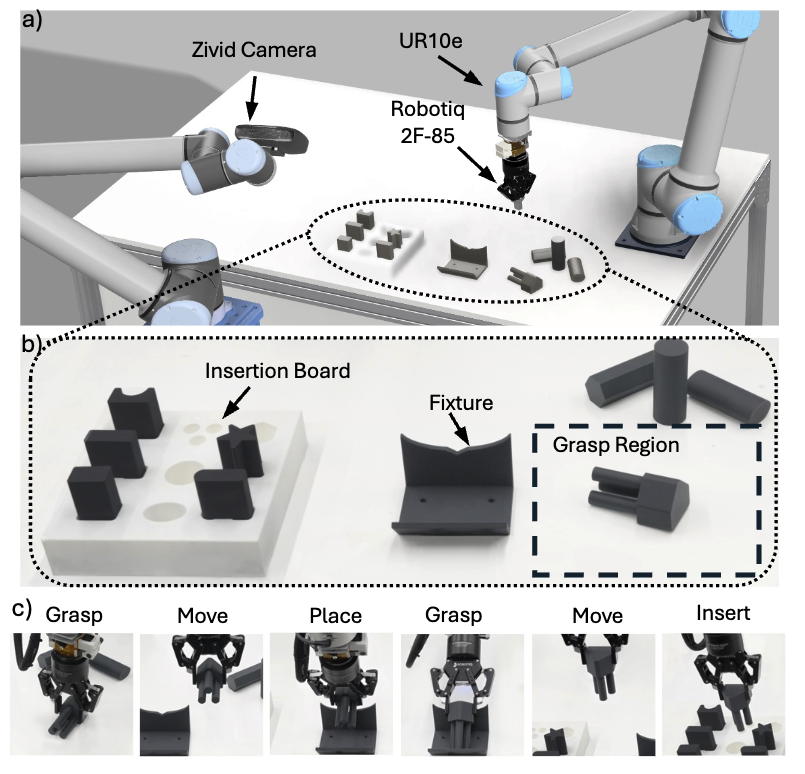 a)
Zivid Camera
UR10e
Robotiq
2F-85
b)
Insertion Board
Fixture
Grasp Region
c)
Grasp
Move
Place
Grasp
Move
Insert